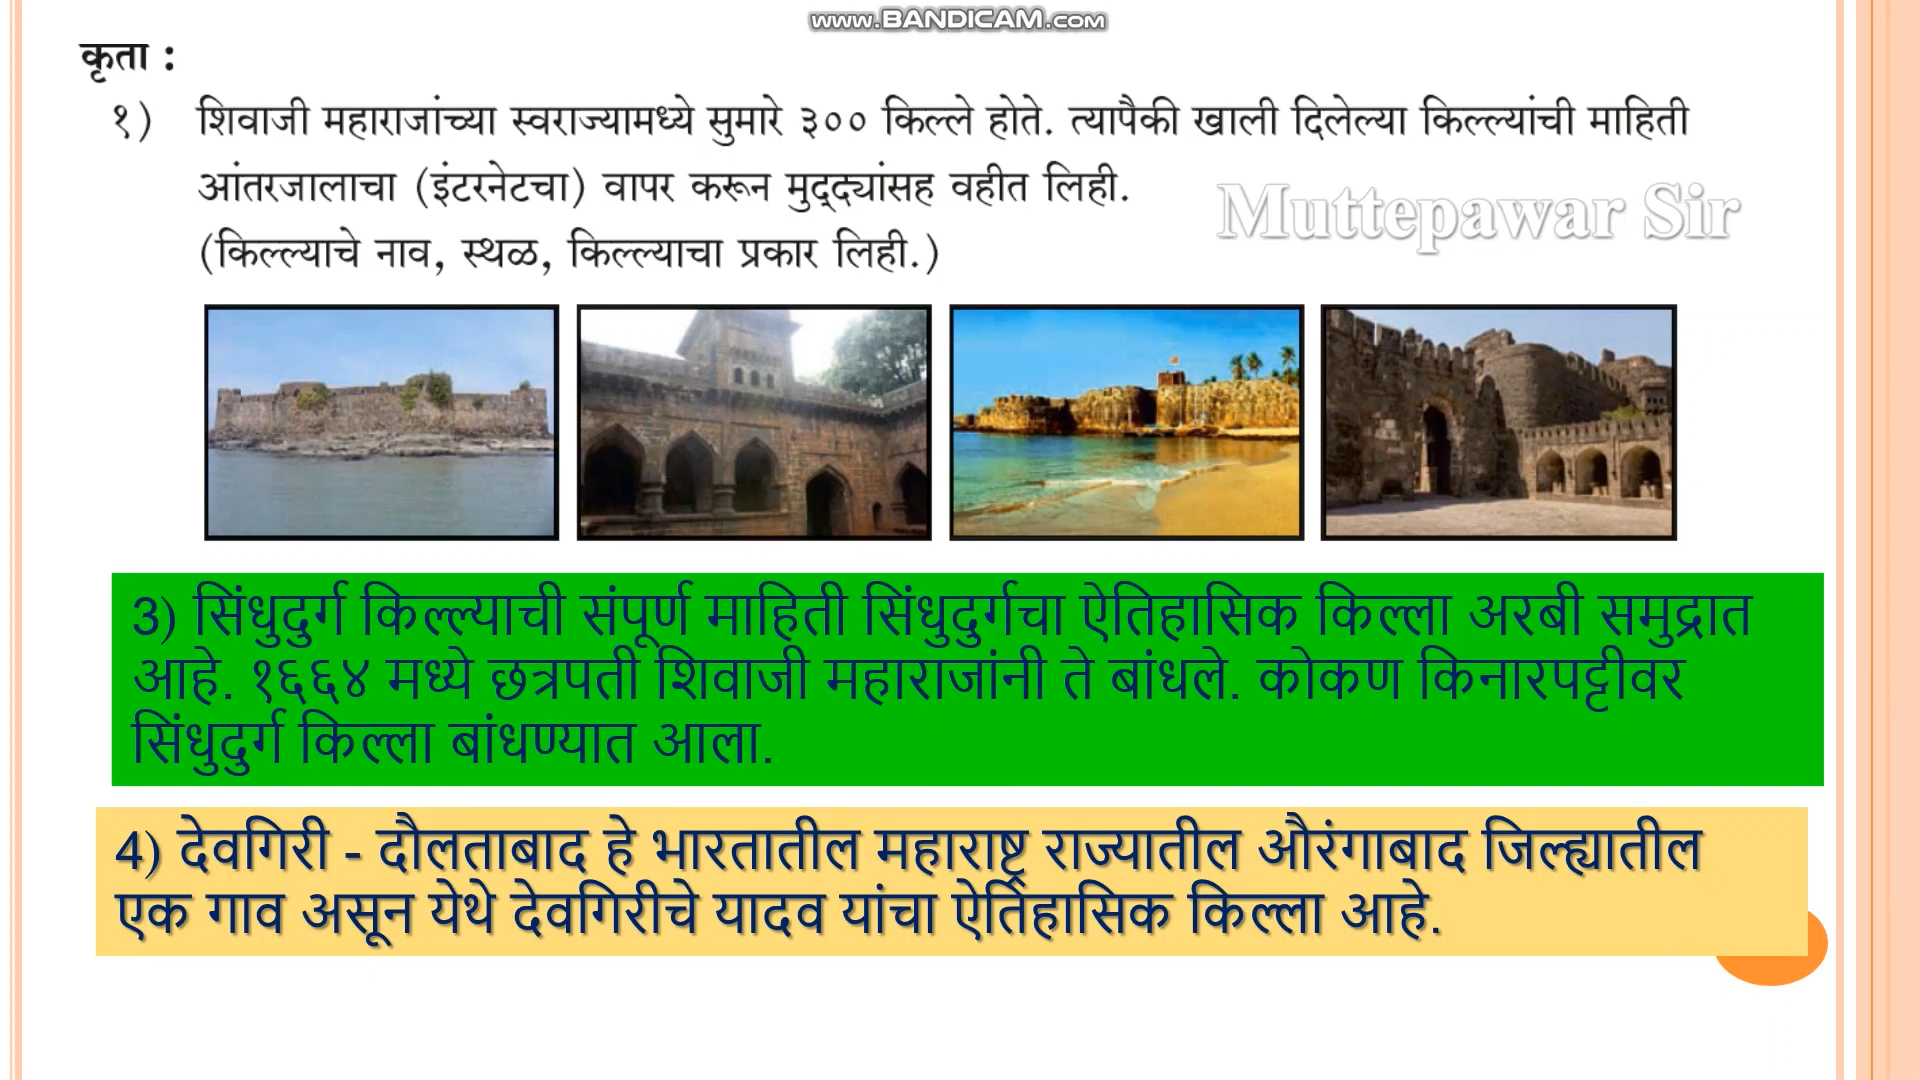 www.BANDICAM.com
कृता :
१) शिवाजी महाराजांच्या स्वराज्यामध्ये सुमारे ३०० किल्ले होते. त्यापैकी खाली दिलेल्या किल्ल्यांची माहिती
आंतरजालाचा (इंटरनेटचा) वापर करून मुद्द्यांसह वहीत लिही.
Muttepawar Sir
(किल्ल्याचे नाव, स्थळ, किल्ल्याचा प्रकार लिही.)
3) सिंधुदुर्ग किल्ल्याची संपूर्ण माहिती सिंधुदुर्गचा ऐतिहासिक किल्ला अरबी समुद्रात
आहे. १६६४ मध्ये छत्रपती शिवाजी महाराजांनी ते बांधले. कोकण किनारपट्टीवर
सिंधुदुर्ग किल्ला बांधण्यात आला.
4) देवगिरी - दौलताबाद हे भारतातील महाराष्ट्र राज्यातील औरंगाबाद जिल्ह्यातील
एक गाव असून येथे देवगिरीचे यादव यांचा ऐतिहासिक किल्ला आहे.